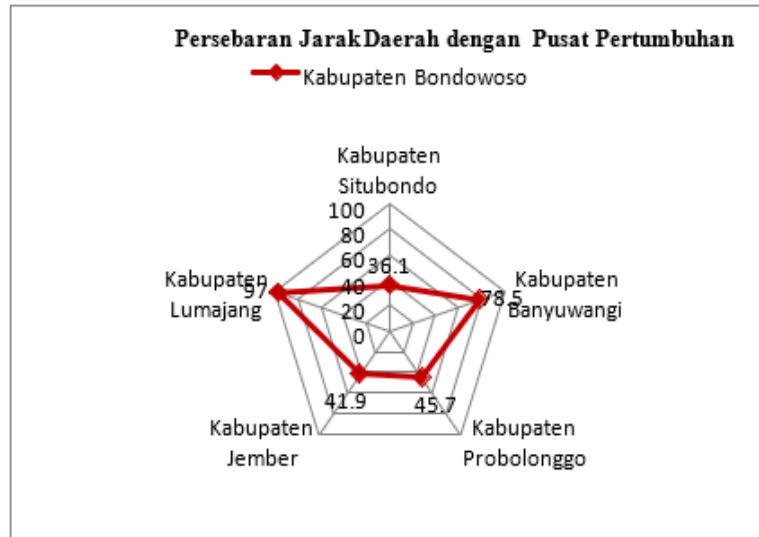 Persebaran Jarak Daerah dengan Pusat Pertumbuhan
Kabupaten Bondowoso
Kabupaten
Situbondo
100
80
60
40
20
0
36.1
Kabupaten
Banyuwangi
78.5
45.7
Kabupaten
Probolonggo
41.9
Kabupaten
Jember
Kabupaten
Lumajang
97